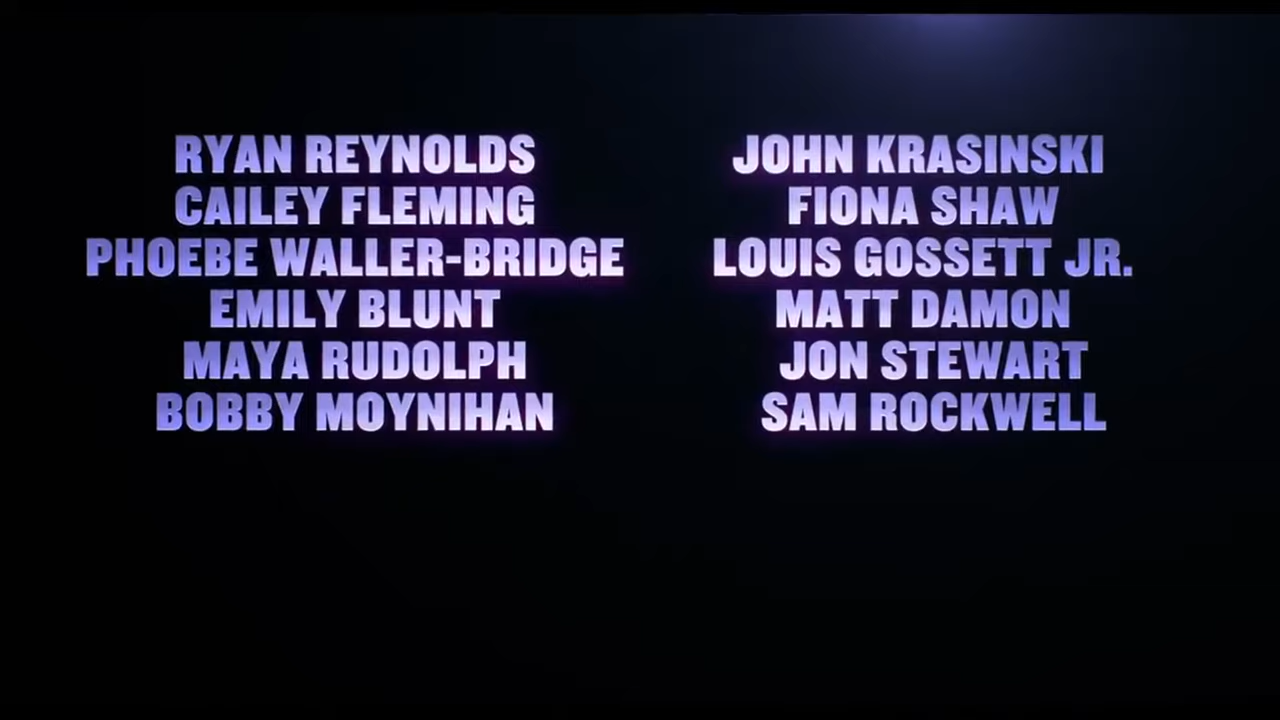 RYAN REYNOLDS
CAILEY FLEMING
PHOEBE WALLER-BRIDGE
EMILY BLUNT
MAYA RUDOLPH
BOBBY MOYNIHAN
JOHN KRASINSKI
FIONA SHAW
LOUIS GOSSETT JR.
MATT DAMON
JON STEWART
SAM ROCKWELL